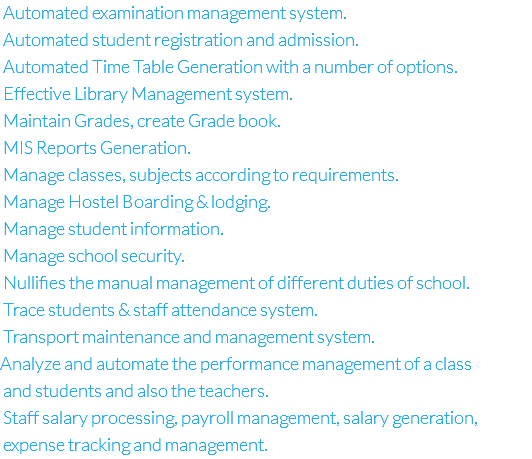 Automated examination management system.
Automated student registration and admission.
Automated Time Table Generation with a number of options.
Effective Library Management system.
Maintain Grades, create Grade book.
MIS Reports Generation.
Manage classes, subjects according to requirements.
Manage Hostel Boarding & lodging.
Manage student information.
Manage school security.
Nullifies the manual management of different duties of school.
Trace students & staff attendance system.
Transport maintenance and management system.
Analyze and automate the performance management of a class
and students and also the teachers.
Staff salary processing, payroll management, salary generation,
expense tracking and management.